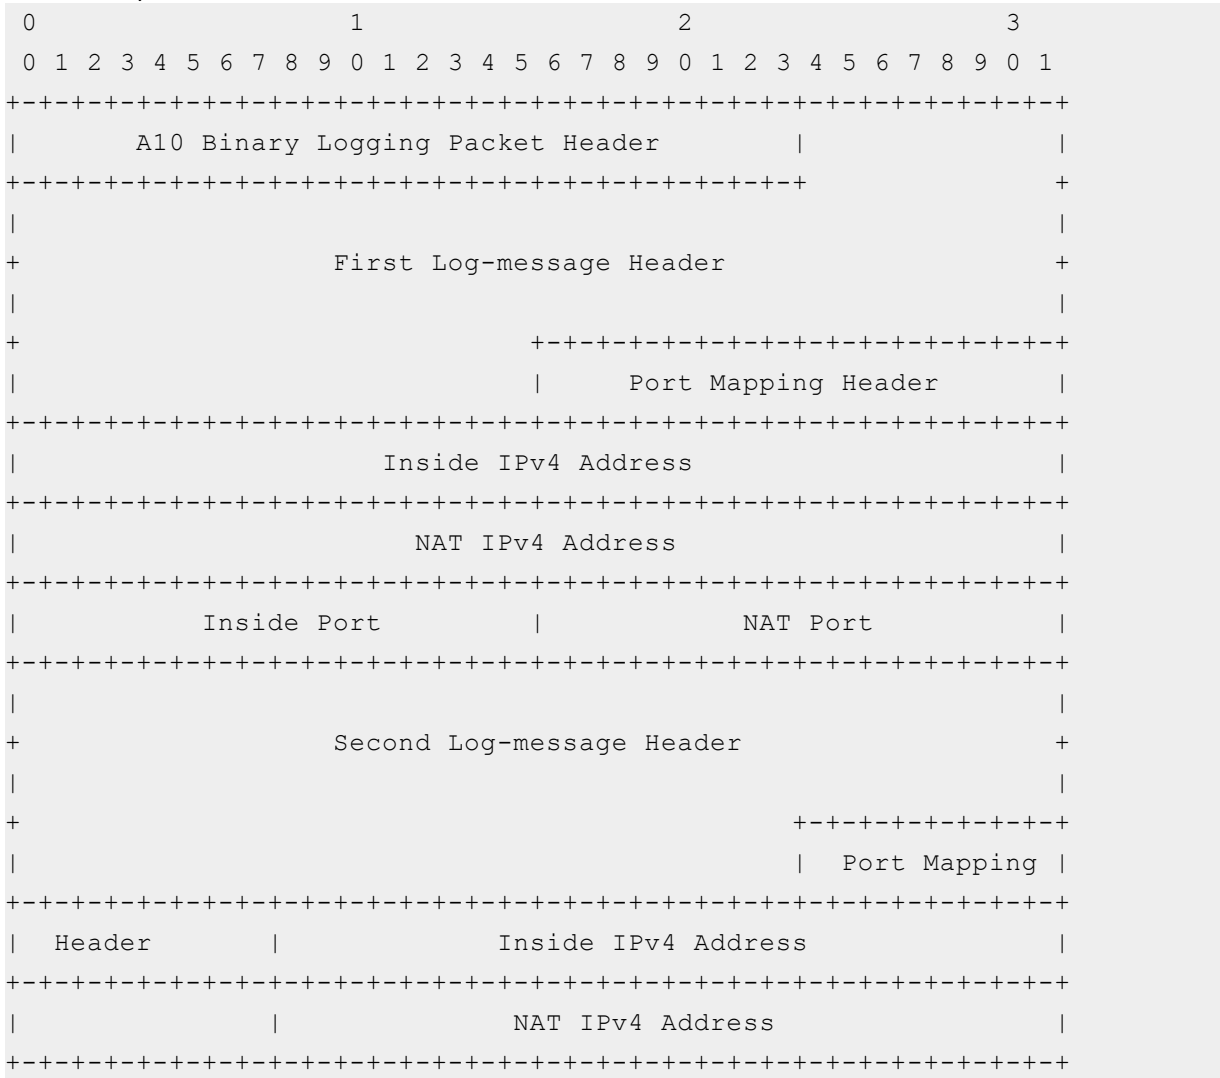 0                   1                   2                   3
0 1 2 3 4 5 6 7 8 9 0 1 2 3 4 5 6 7 8 9 0 1 2 3 4 5 6 7 8 9 0 1
+-+-+-+-+-+-+-+-+-+-+-+-+-+-+-+-+-+-+-+-+-+-+-+-+-+-+-+-+-+-+-+-+
|       A10 Binary Logging Packet Header        |               |
+-+-+-+-+-+-+-+-+-+-+-+-+-+-+-+-+-+-+-+-+-+-+-+-+               +
|                                                               |
+                   First Log-message Header                    +
|                                                               |
+                               +-+-+-+-+-+-+-+-+-+-+-+-+-+-+-+-+
|                               |     Port Mapping Header       |
+-+-+-+-+-+-+-+-+-+-+-+-+-+-+-+-+-+-+-+-+-+-+-+-+-+-+-+-+-+-+-+-+
|                      Inside IPv4 Address                      |
+-+-+-+-+-+-+-+-+-+-+-+-+-+-+-+-+-+-+-+-+-+-+-+-+-+-+-+-+-+-+-+-+
|                        NAT IPv4 Address                       |
+-+-+-+-+-+-+-+-+-+-+-+-+-+-+-+-+-+-+-+-+-+-+-+-+-+-+-+-+-+-+-+-+
|           Inside Port         |            NAT Port           |
+-+-+-+-+-+-+-+-+-+-+-+-+-+-+-+-+-+-+-+-+-+-+-+-+-+-+-+-+-+-+-+-+
|                                                               |
+                   Second Log-message Header                   +
|                                                               |
+                                               +-+-+-+-+-+-+-+-+
|                                               |  Port Mapping |
+-+-+-+-+-+-+-+-+-+-+-+-+-+-+-+-+-+-+-+-+-+-+-+-+-+-+-+-+-+-+-+-+
|  Header       |             Inside IPv4 Address               |
+-+-+-+-+-+-+-+-+-+-+-+-+-+-+-+-+-+-+-+-+-+-+-+-+-+-+-+-+-+-+-+-+
|               |              NAT IPv4 Address                 |
+-+-+-+-+-+-+-+-+-+-+-+-+-+-+-+-+-+-+-+-+-+-+-+-+-+-+-+-+-+-+-+-+